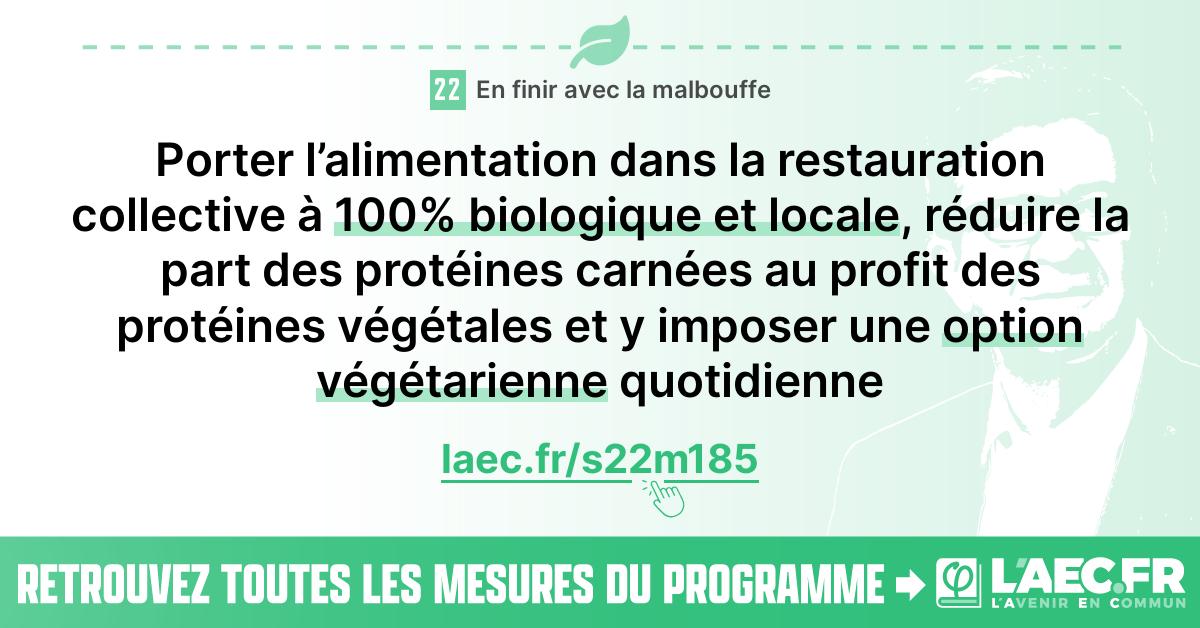 22 En finir avec la malbouffe
Porter l’alimentation dans la restauration
collective à 100% biologique et locale, réduire la
part des protéines carnées au profit des
protéines végétales et y imposer une option
végétarienne quotidienne
laec.fr/s22m185
RETROUVEZ TOUTES LES MESURES DU PROGRAMME ➡ φ L'AEC.FR
L'AVENIR EN COMMUN